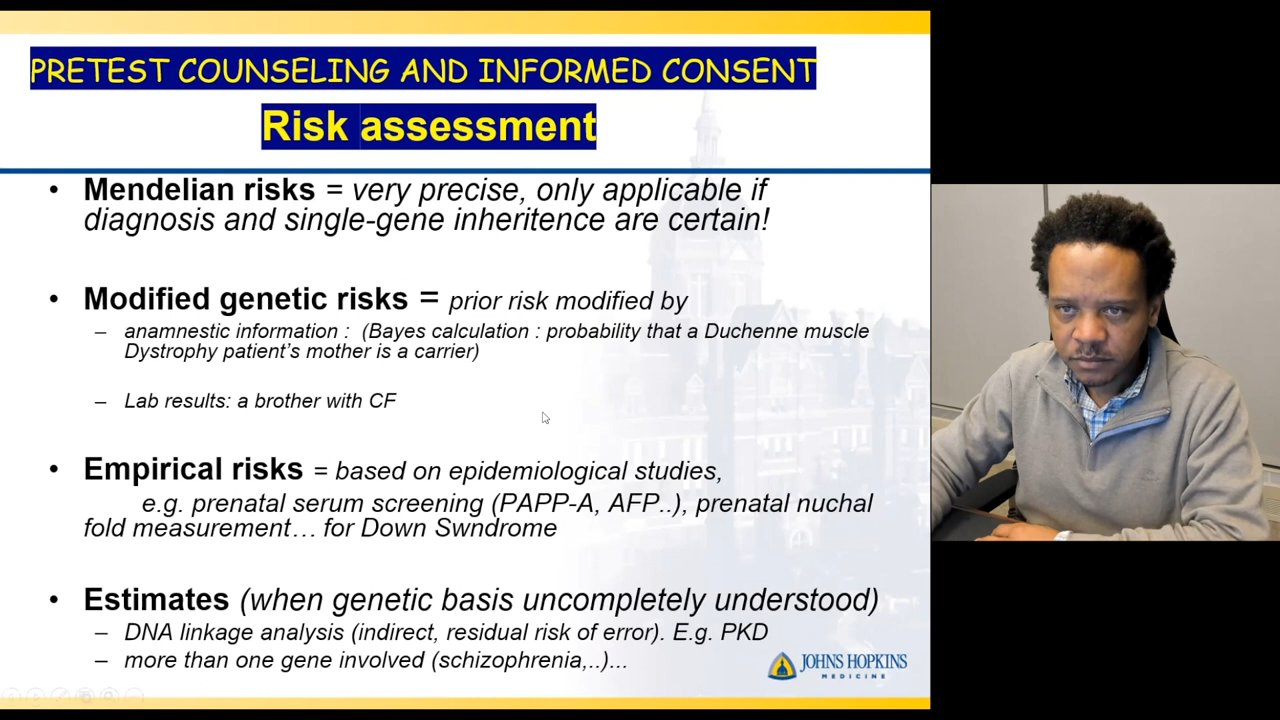 PRETEST COUNSELING AND INFORMED CONSENT
Risk assessment
• Mendelian risks = very precise, only applicable if
diagnosis and single-gene inheritence are certain!
• Modified genetic risks = prior risk modified by
– anamnestic information : (Bayes calculation : probability that a Duchenne muscle
Dystrophy patient's mother is a carrier)
– Lab results: a brother with CF
• Empirical risks = based on epidemiological studies,
e.g. prenatal serum screening (PAPP-A, AFP..), prenatal nuchal
fold measurement… for Down Swndrome
• Estimates (when genetic basis uncompletely understood)
– DNA linkage analysis (indirect, residual risk of error). E.g. PKD
– more than one gene involved (schizophrenia,..)...
JOHNS HOPKINS
MEDICINE